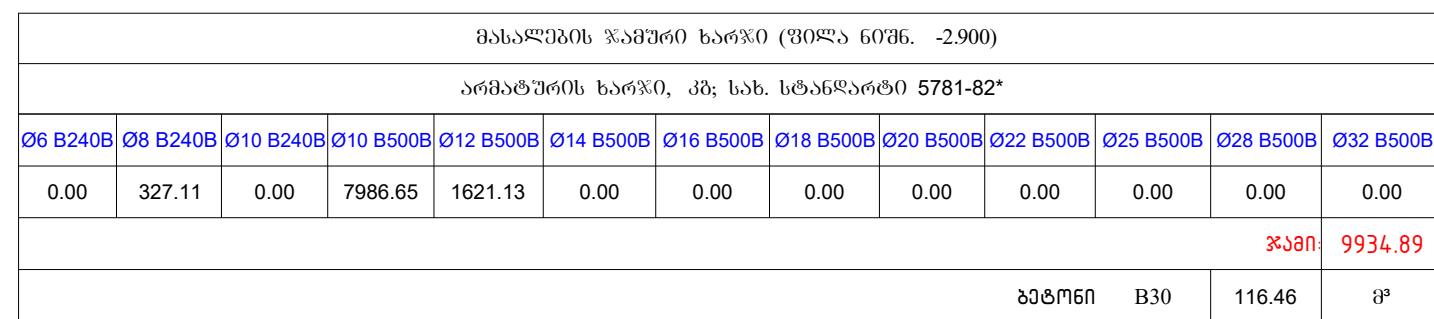 მასალების ჯამური ხარჯი (ფილა ნიშნ. -2.900)
არმატურის ხარჯი, კგ; სახ. სტანდარტი 5781-82*
Ø6 B240B Ø8 B240B Ø10 B240B Ø10 B500B Ø12 B500B Ø14 B500B Ø16 B500B Ø18 B500B Ø20 B500B Ø22 B500B Ø25 B500B Ø28 B500B Ø32 B500B
0.00 327.11 0.00 7986.65 1621.13 0.00 0.00 0.00 0.00 0.00 0.00 0.00 0.00
ჯამი: 9934.89
ბეტონი B30 116.46 მ³